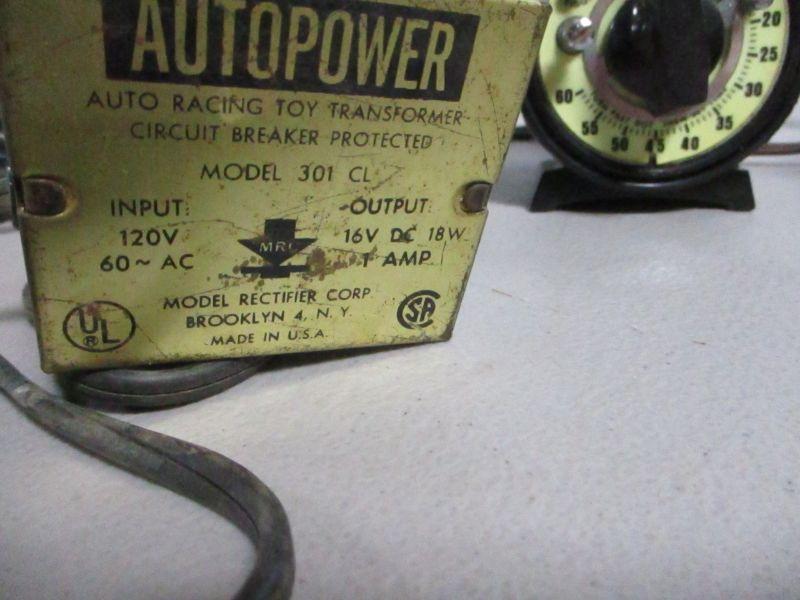 AUTOPOWER
AUTO RACING TOY TRANSFORMER
CIRCUIT BREAKER PROTECTED
MODEL 301 CL
INPUT: OUTPUT:
120V 16V DC 18W
60~ AC 1 AMP
MRC
MODEL RECTIFIER CORP
BROOKLYN 4, N.Y.
MADE IN U.S.A.
UL
®
SA
20
25
30
35
40
45
50
55
60